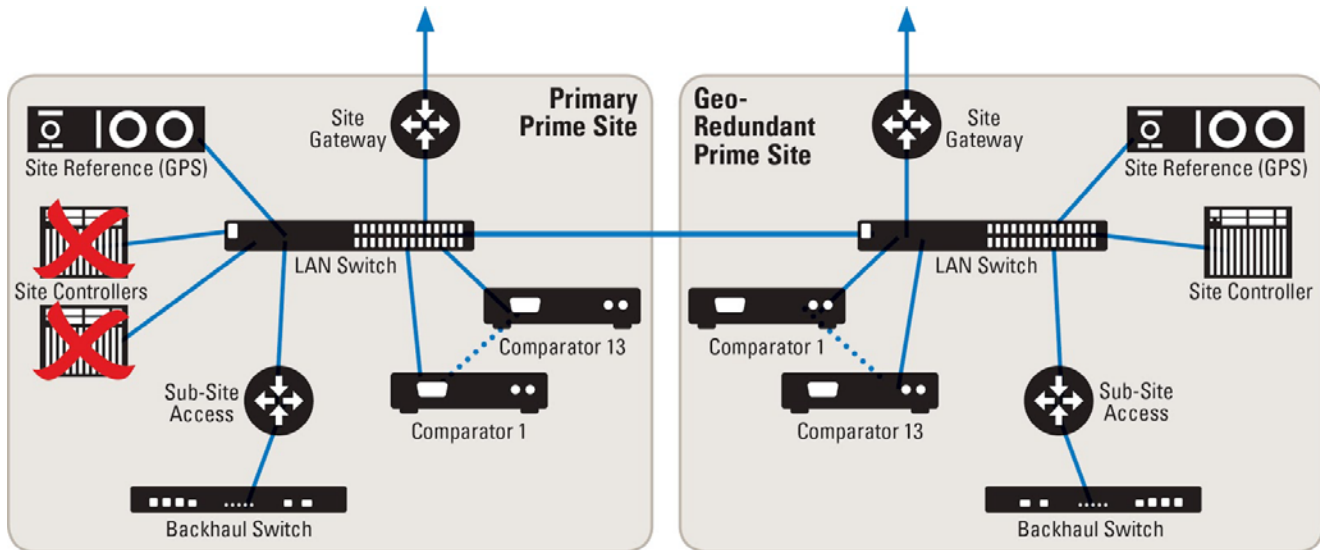 Primary
Prime Site
Site
Gateway
Site Reference (GPS)
LAN Switch
Site Controllers
Comparator 13
Sub-Site
Access
Comparator 1
Backhaul Switch
Geo-
Redundant
Prime Site
Site
Gateway
Site Reference (GPS)
LAN Switch
Site Controller
Comparator 1
Comparator 13
Sub-Site
Access
Backhaul Switch